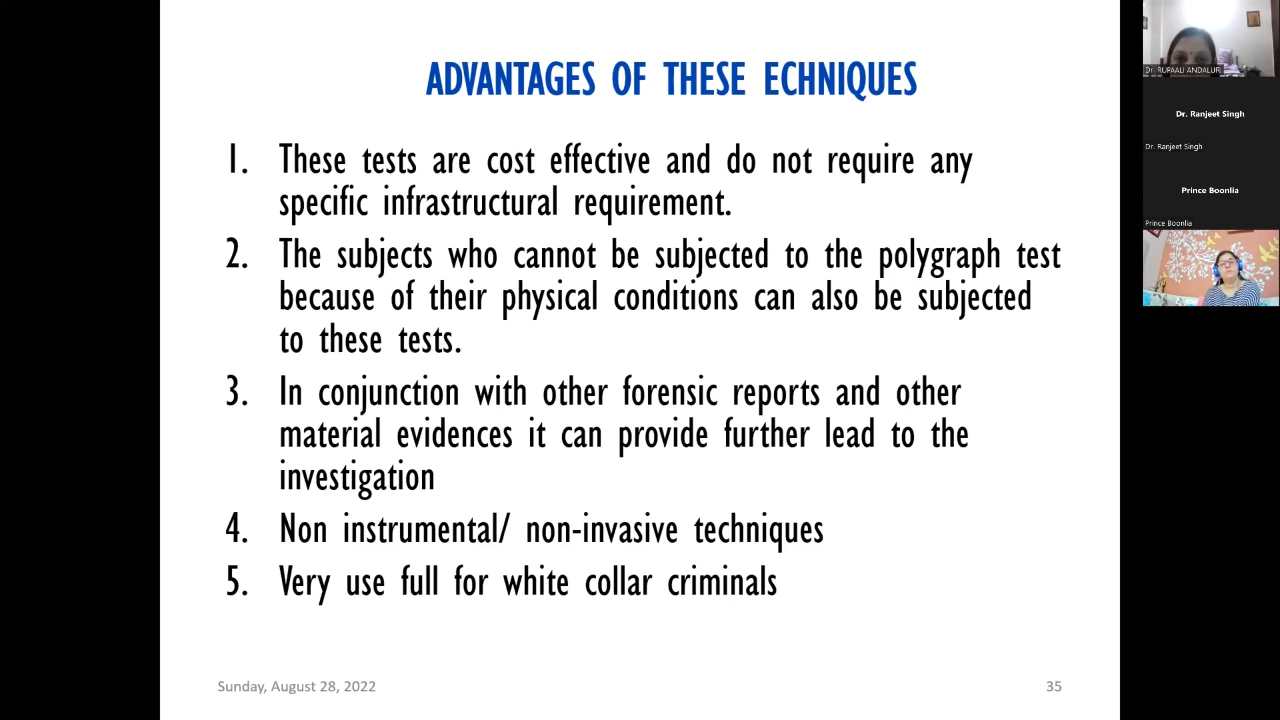 ADVANTAGES OF THESE ECHNIQUES
1. These tests are cost effective and do not require any
specific infrastructural requirement.
2. The subjects who cannot be subjected to the polygraph test
because of their physical conditions can also be subjected
to these tests.
3. In conjunction with other forensic reports and other
material evidences it can provide further lead to the
investigation
4. Non instrumental/ non-invasive techniques
5. Very use full for white collar criminals
Sunday, August 28, 2022
35
Dr. RUPAALI ANDALURI
Dr. Ranjeet Singh
Dr. Ranjeet Singh
Prince Boonlia
Prince Boonlia